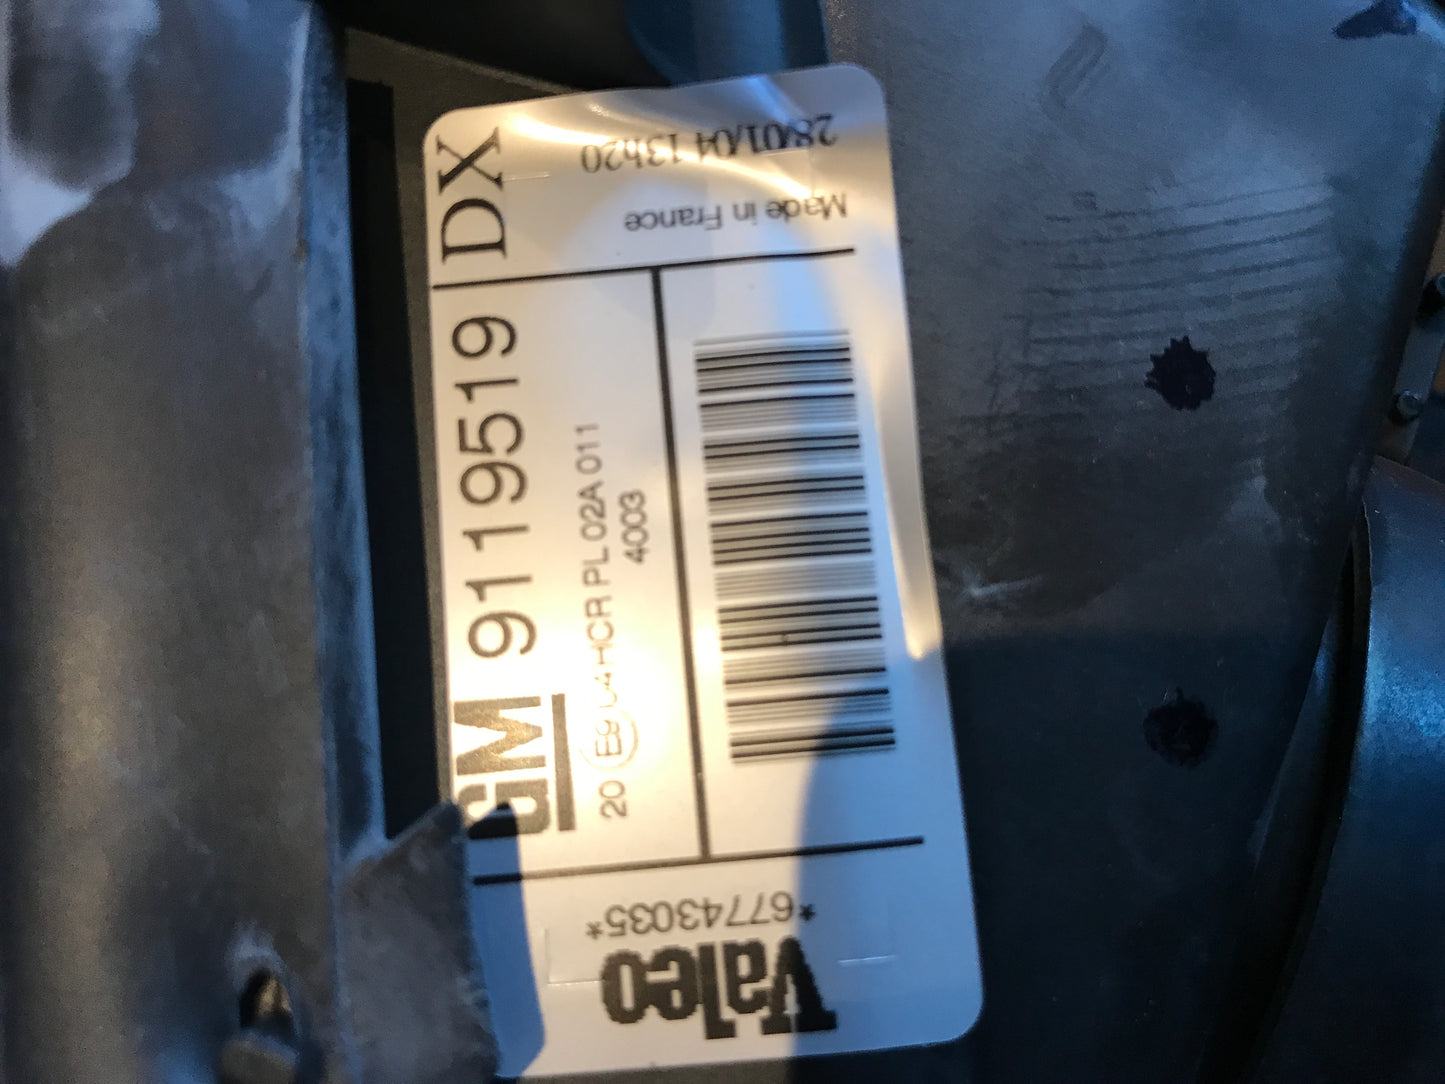 GM 9119519 DX
20 E9 04 HCR PL 02A 011
4003
28/01/04 13h20
Made in France
*67743035*
Valeo